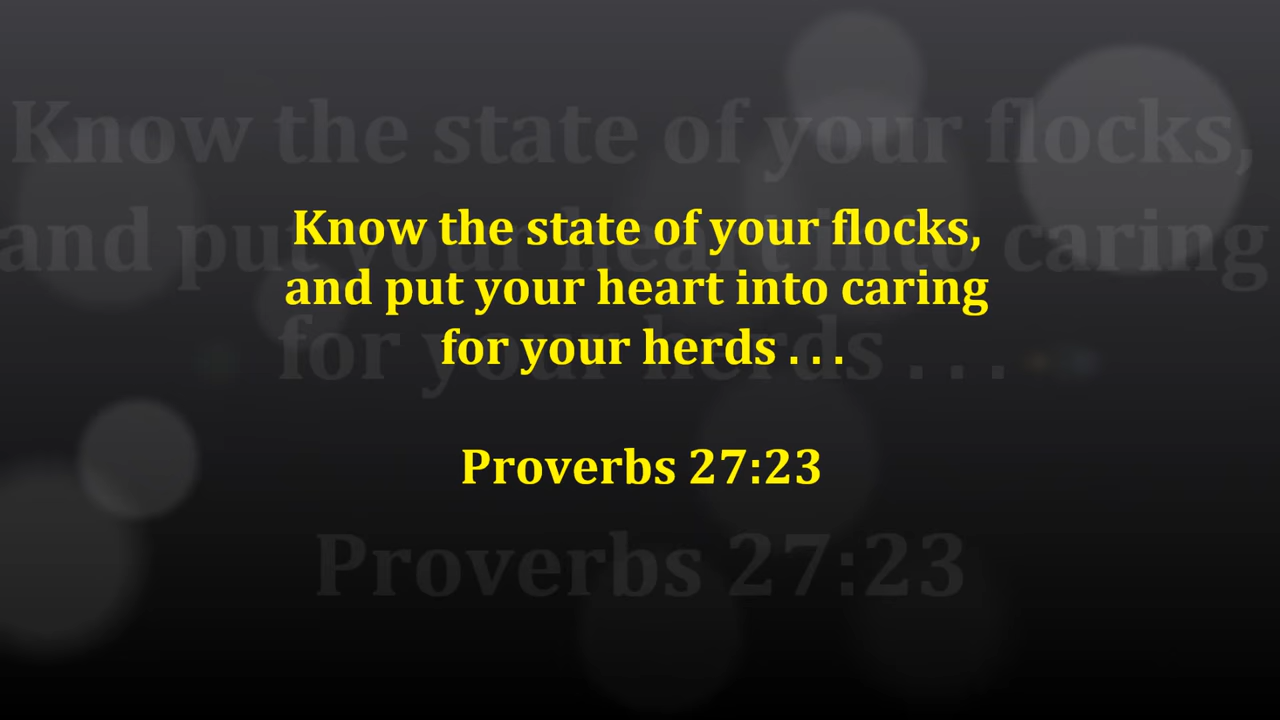 Know the state of your flocks,
and put your heart into caring
for your herds . . .
Proverbs 27:23